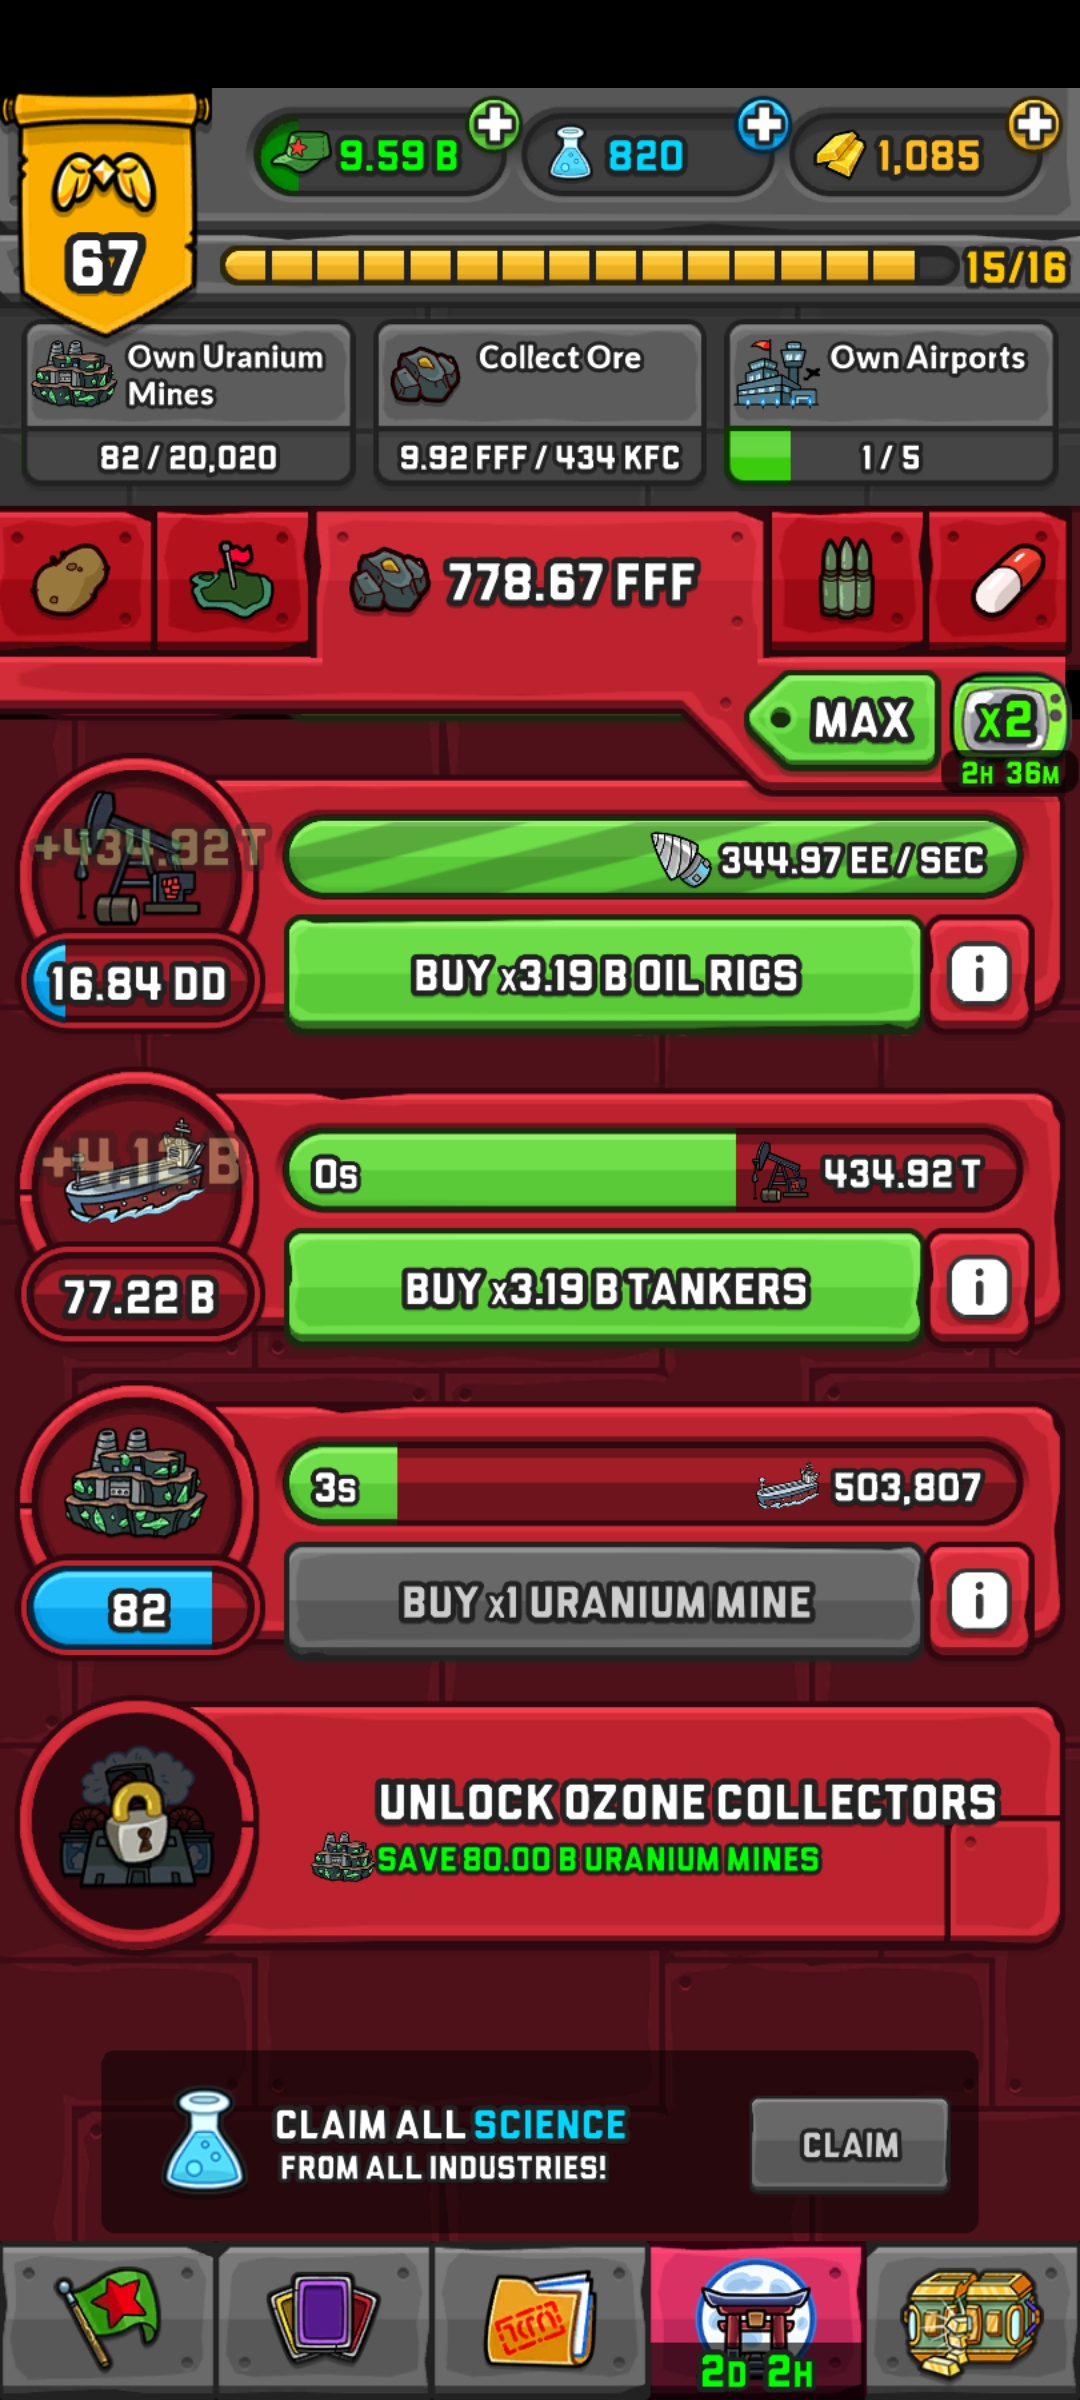 9.59 B
820
1,085
67
15/16
Own Uranium
Mines
82 / 20,020
Collect Ore
9.92 FFF / 434 KFC
Own Airports
1 / 5
778.67 FFF
MAX
x2
2H 36M
+434.92 T
344.97 EE / SEC
16.84 DD
BUY x3.19 B OIL RIGS
i
+4.12 B
0s
434.92 T
77.22 B
BUY x3.19 B TANKERS
i
3s
503,807
82
BUY x1 URANIUM MINE
i
UNLOCK OZONE COLLECTORS
SAVE 80.00 B URANIUM MINES
CLAIM ALL SCIENCE
FROM ALL INDUSTRIES!
CLAIM
2D 2H